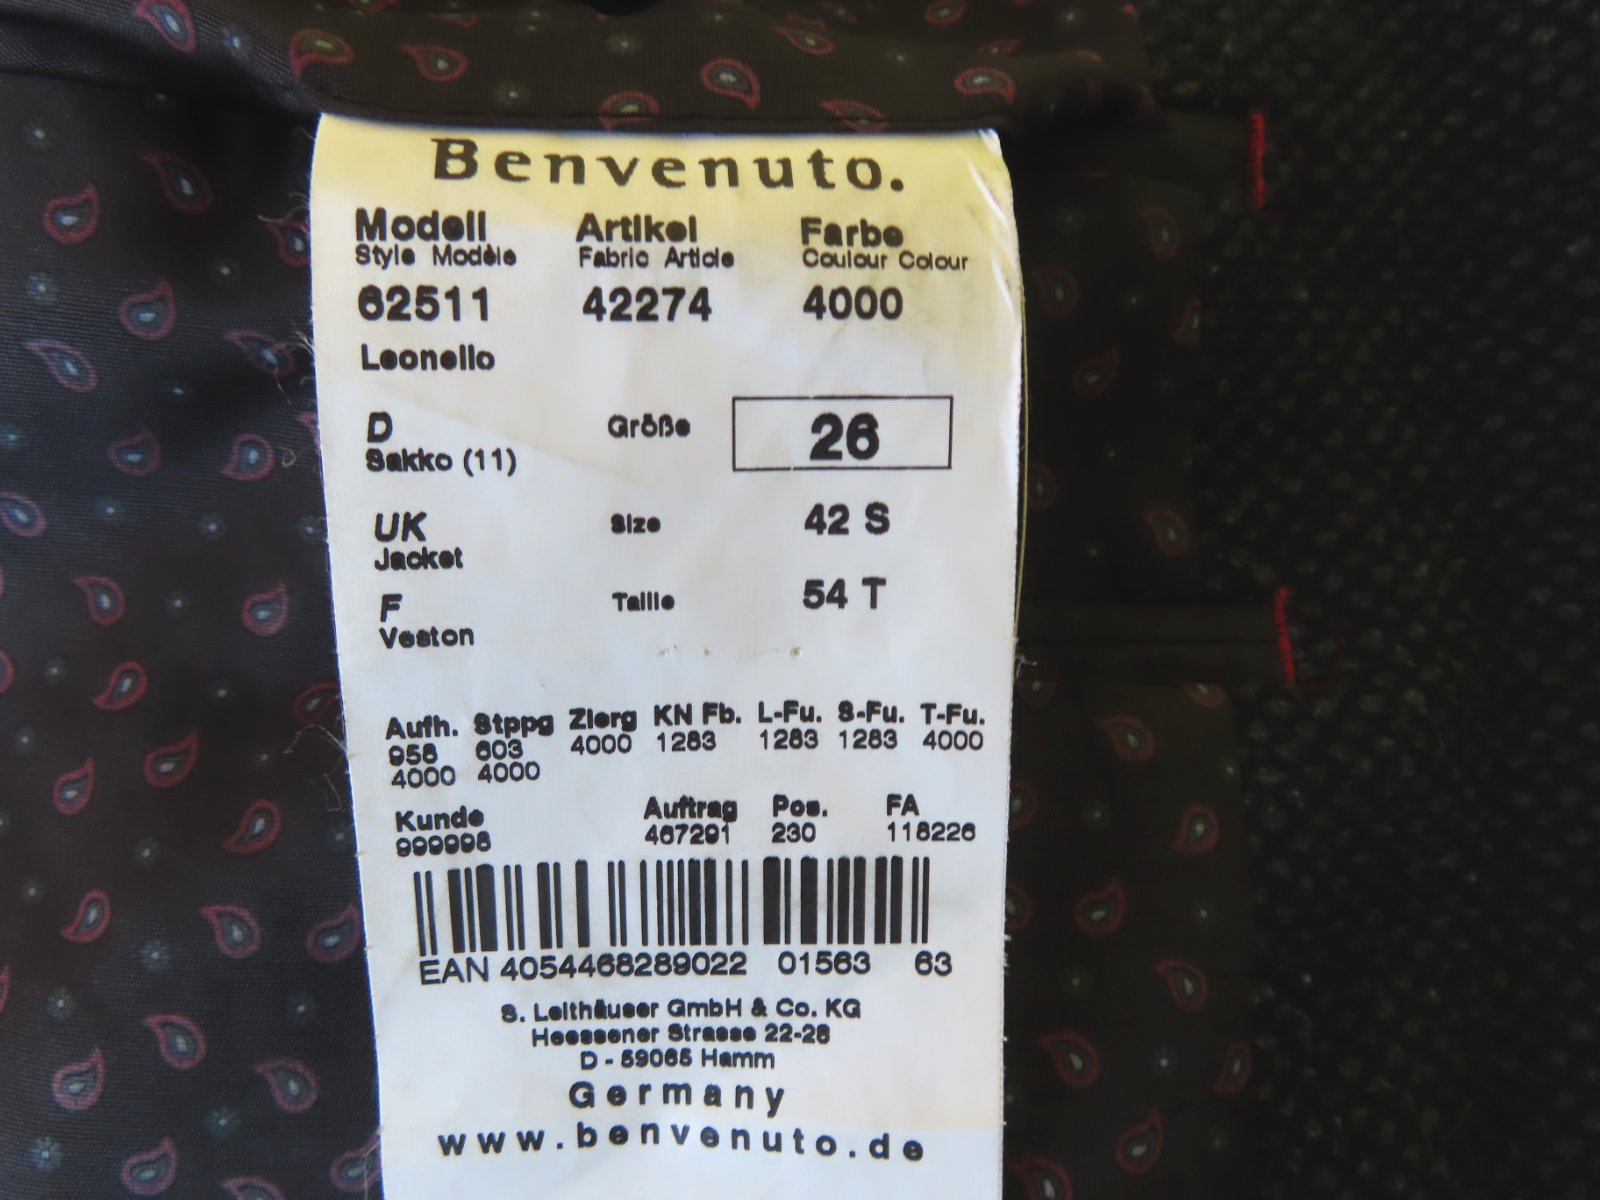 Benvenuto.
Modell Artikel Farbe
Style Modèle Fabric Article Couleur Colour
62511 42274 4000
Leonello
D Größe 26
Sakko (11)
UK Size 42 S
Jacket
F Taille 54 T
Veston
Aufh. Stppg Zierg KN Fb. L-Fu. S-Fu. T-Fu.
958 603 4000 1283 1283 1283 4000
4000 4000
Kunde Auftrag Pos. FA
999998 467291 230 118226
EAN 4054468289022 01563 63
S. Leithäuser GmbH & Co. KG
Heessener Strasse 22-28
D - 59065 Hamm
Germany
www.benvenuto.de